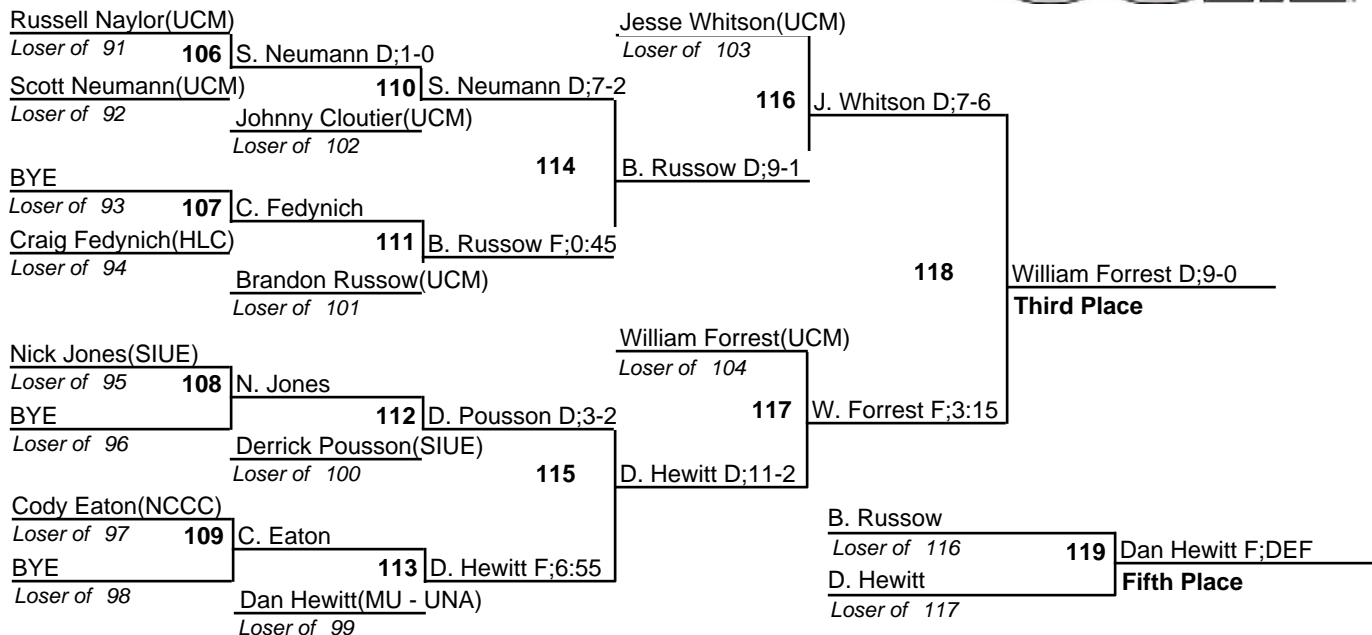 Russell Naylor(UCM)
Jesse Whitson(UCM)
Loser of 91
106
S. Neumann D;1-0
Loser of 103
Scott Neumann(UCM)
110
S. Neumann D;7-2
116
J. Whitson D;7-6
Loser of 92
Johnny Cloutier(UCM)
Loser of 102
114
B. Russow D;9-1
BYE
Loser of 93
107
C. Fedynich
Craig Fedynich(HLC)
111
B. Russow F;0:45
Loser of 94
Brandon Russow(UCM)
Loser of 101
118
William Forrest D;9-0
Third Place
William Forrest(UCM)
Nick Jones(SIUE)
Loser of 104
Loser of 95
108
N. Jones
BYE
112
D. Pousson D;3-2
117
W. Forrest F;3:15
Loser of 96
Derrick Pousson(SIUE)
Loser of 100
115
D. Hewitt D;11-2
Cody Eaton(NCCC)
Loser of 97
109
C. Eaton
B. Russow
Loser of 116
119
Dan Hewitt F;DEF
BYE
113
D. Hewitt F;6:55
D. Hewitt
Fifth Place
Loser of 98
Dan Hewitt(MU - UNA)
Loser of 117
Loser of 99